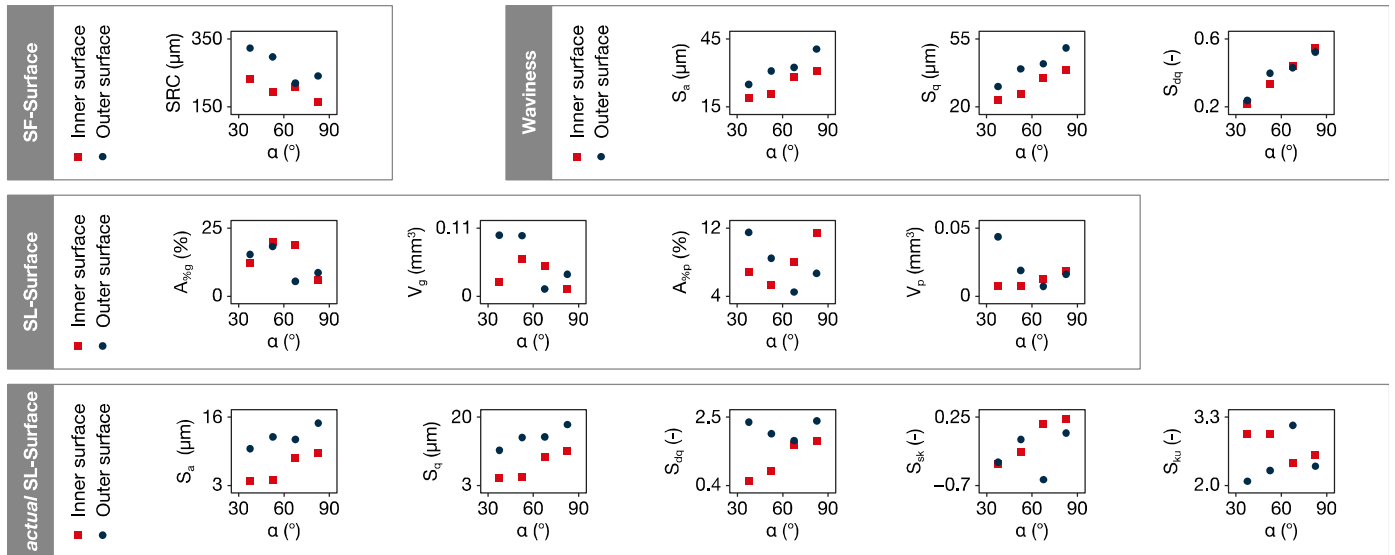 SF-Surface
Inner surface
Outer surface
SRC (µm)
350
150
30 60 90
α (°)
Waviness
Inner surface
Outer surface
Sa (µm)
45
15
30 60 90
α (°)
Sq (µm)
55
20
30 60 90
α (°)
Sdq (-)
0.6
0.2
30 60 90
α (°)
SL-Surface
Inner surface
Outer surface
A%g (%)
25
0
30 60 90
α (°)
Vg (mm³)
0.11
0
30 60 90
α (°)
A%p (%)
12
4
30 60 90
α (°)
Vp (mm³)
0.05
0
30 60 90
α (°)
actual SL-Surface
Inner surface
Outer surface
Sa (µm)
16
3
30 60 90
α (°)
Sq (µm)
20
3
30 60 90
α (°)
Sdq (-)
2.5
0.4
30 60 90
α (°)
Ssk (-)
0.25
−0.7
30 60 90
α (°)
Sku (-)
3.3
2.0
30 60 90
α (°)